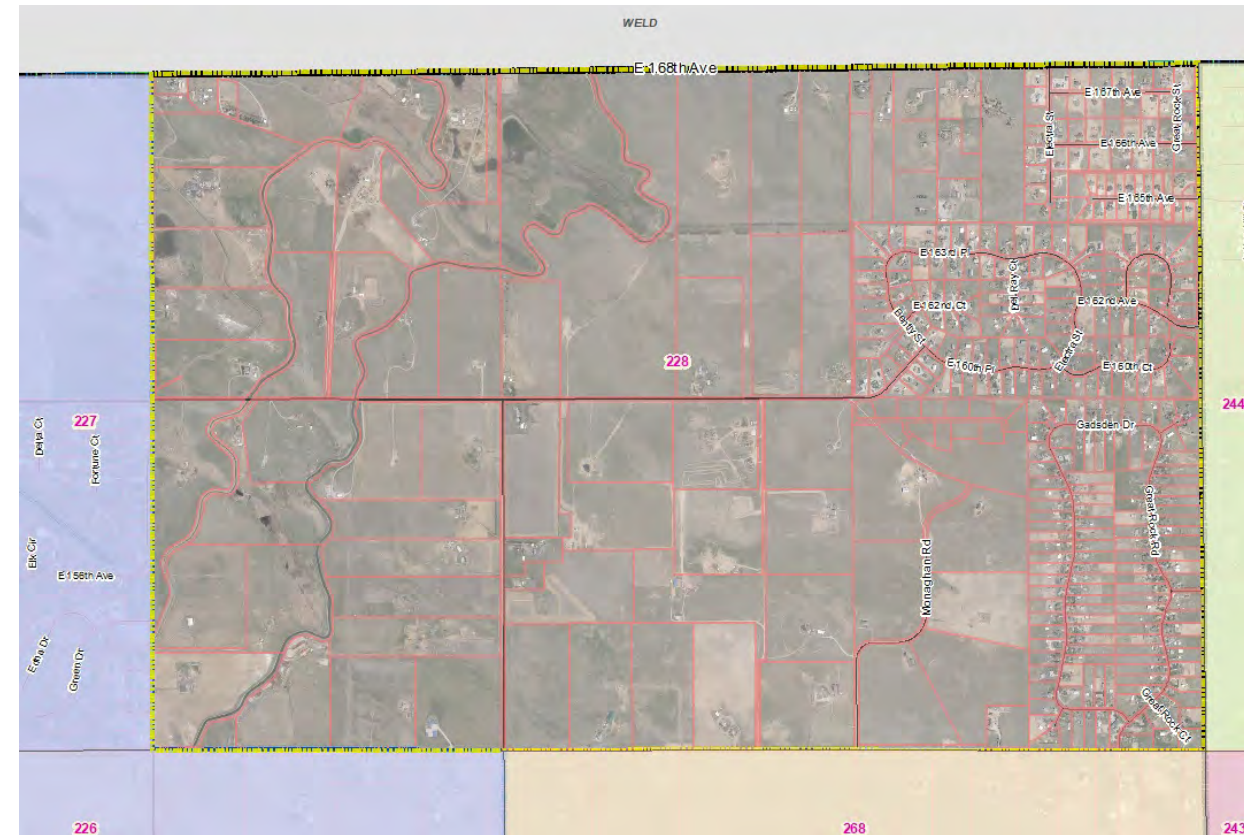 WELD
E 168th Ave
E 167th Ave
Great Rock St
Electra St
E 166th Ave
E 165th Ave
E 163rd Pl
Del Ray Ct
E 162nd Ct
E 162nd Ave
Beatty St
Electra St
E 160th Pl
E 160th Ct
228
244
227
Delta Ct
Fortune Ct
Gadsden Dr
Great Rock Rd
Elk Cir
E 156th Ave
Monaghan Rd
Edna Dr
Green Dr
Great Rock Ct
226
268
243